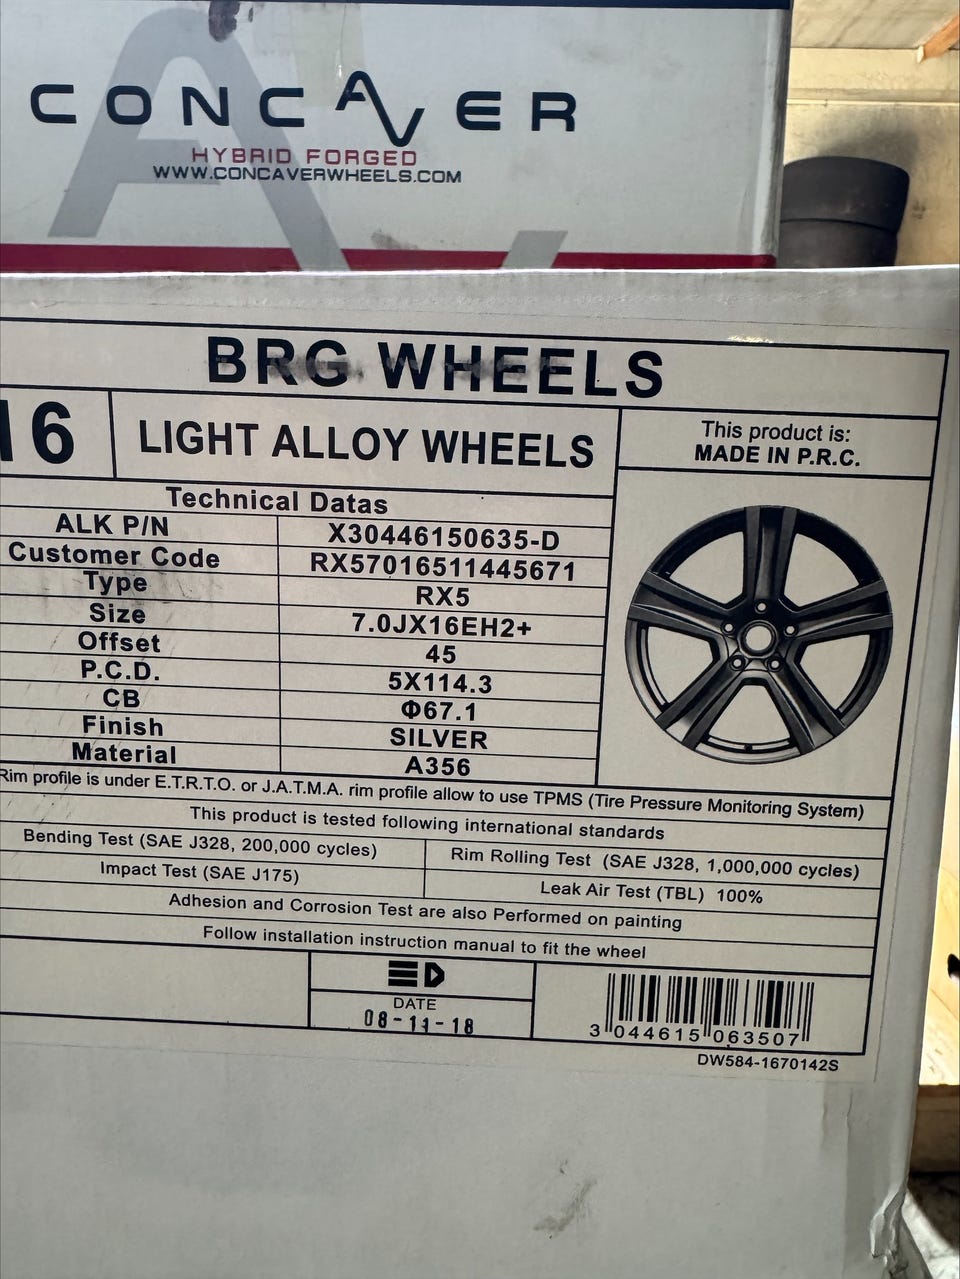 CONCAVER
HYBRID FORGED
WWW.CONCAVERWHEELS.COM
BRG WHEELS
16 LIGHT ALLOY WHEELS
This product is:
MADE IN P.R.C.
Technical Datas
ALK P/N X30446150635-D
Customer Code RX57016511445671
Type RX5
Size 7.0JX16EH2+
Offset 45
P.C.D. 5X114.3
CB Φ67.1
Finish SILVER
Material A356
Rim profile is under E.T.R.T.O. or J.A.T.M.A. rim profile allow to use TPMS (Tire Pressure Monitoring System)
This product is tested following international standards
Bending Test (SAE J328, 200,000 cycles) Rim Rolling Test (SAE J328, 1,000,000 cycles)
Impact Test (SAE J175) Leak Air Test (TBL) 100%
Adhesion and Corrosion Test are also Performed on painting
Follow installation instruction manual to fit the wheel
DATE
08-11-18
3 044615 063507
DW584-1670142S